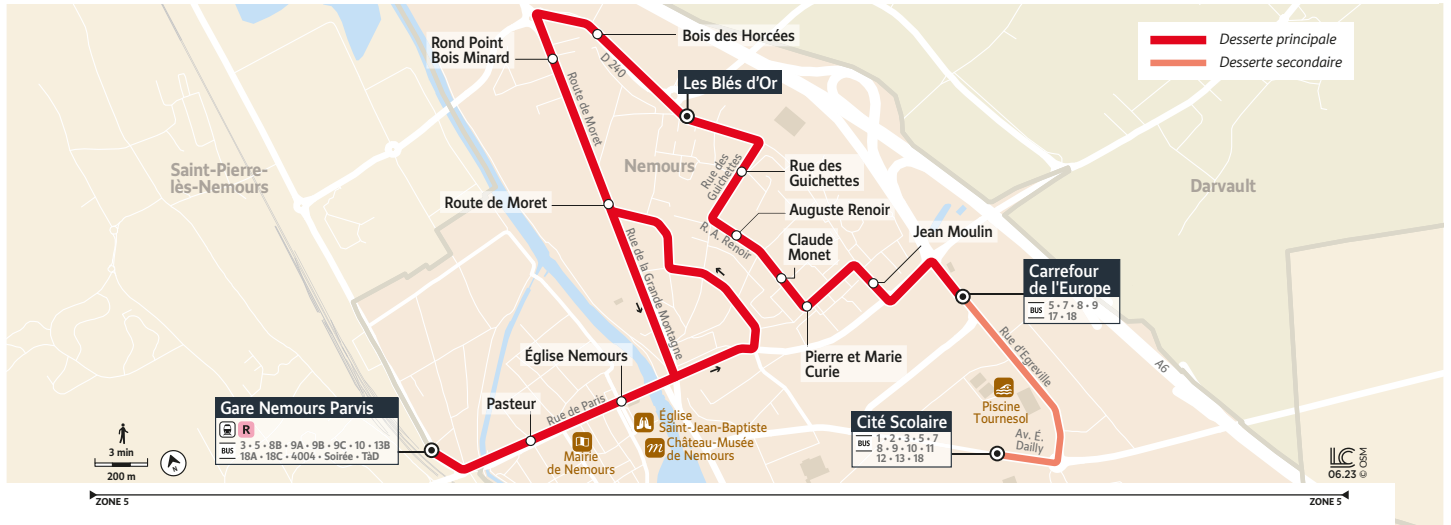 Desserte principale
Desserte secondaire
Rond Point
Bois Minard
Bois des Horcées
D 240
Les Blés d'Or
Route de Moret
Nemours
Saint-Pierre-
lès-Nemours
Darvault
Rue des
Guichettes
Rue des
Guichettes
Route de Moret
Auguste Renoir
R. A. Renoir
Claude
Monet
Jean Moulin
Rue de la Grande Montagne
Carrefour
de l'Europe
BUS
5 • 7 • 8 • 9
17 • 18
Église Nemours
Pierre et Marie
Curie
Rue d'Egreville
A6
Gare Nemours Parvis
R
BUS
3 • 5 • 8B • 9A • 9B • 9C • 10 • 13B
18A • 18C • 4004 • Soirée • TàD
Pasteur
Rue de Paris
Église
Saint-Jean-Baptiste
Château-Musée
de Nemours
Mairie
de Nemours
Piscine
Tournesol
Cité Scolaire
BUS
1 • 2 • 3 • 5 • 7
8 • 9 • 10 • 11
12 • 13 • 18
Av. É.
Dailly
3 min
200 m
N
LC
06.23 © OSM
ZONE 5
ZONE 5